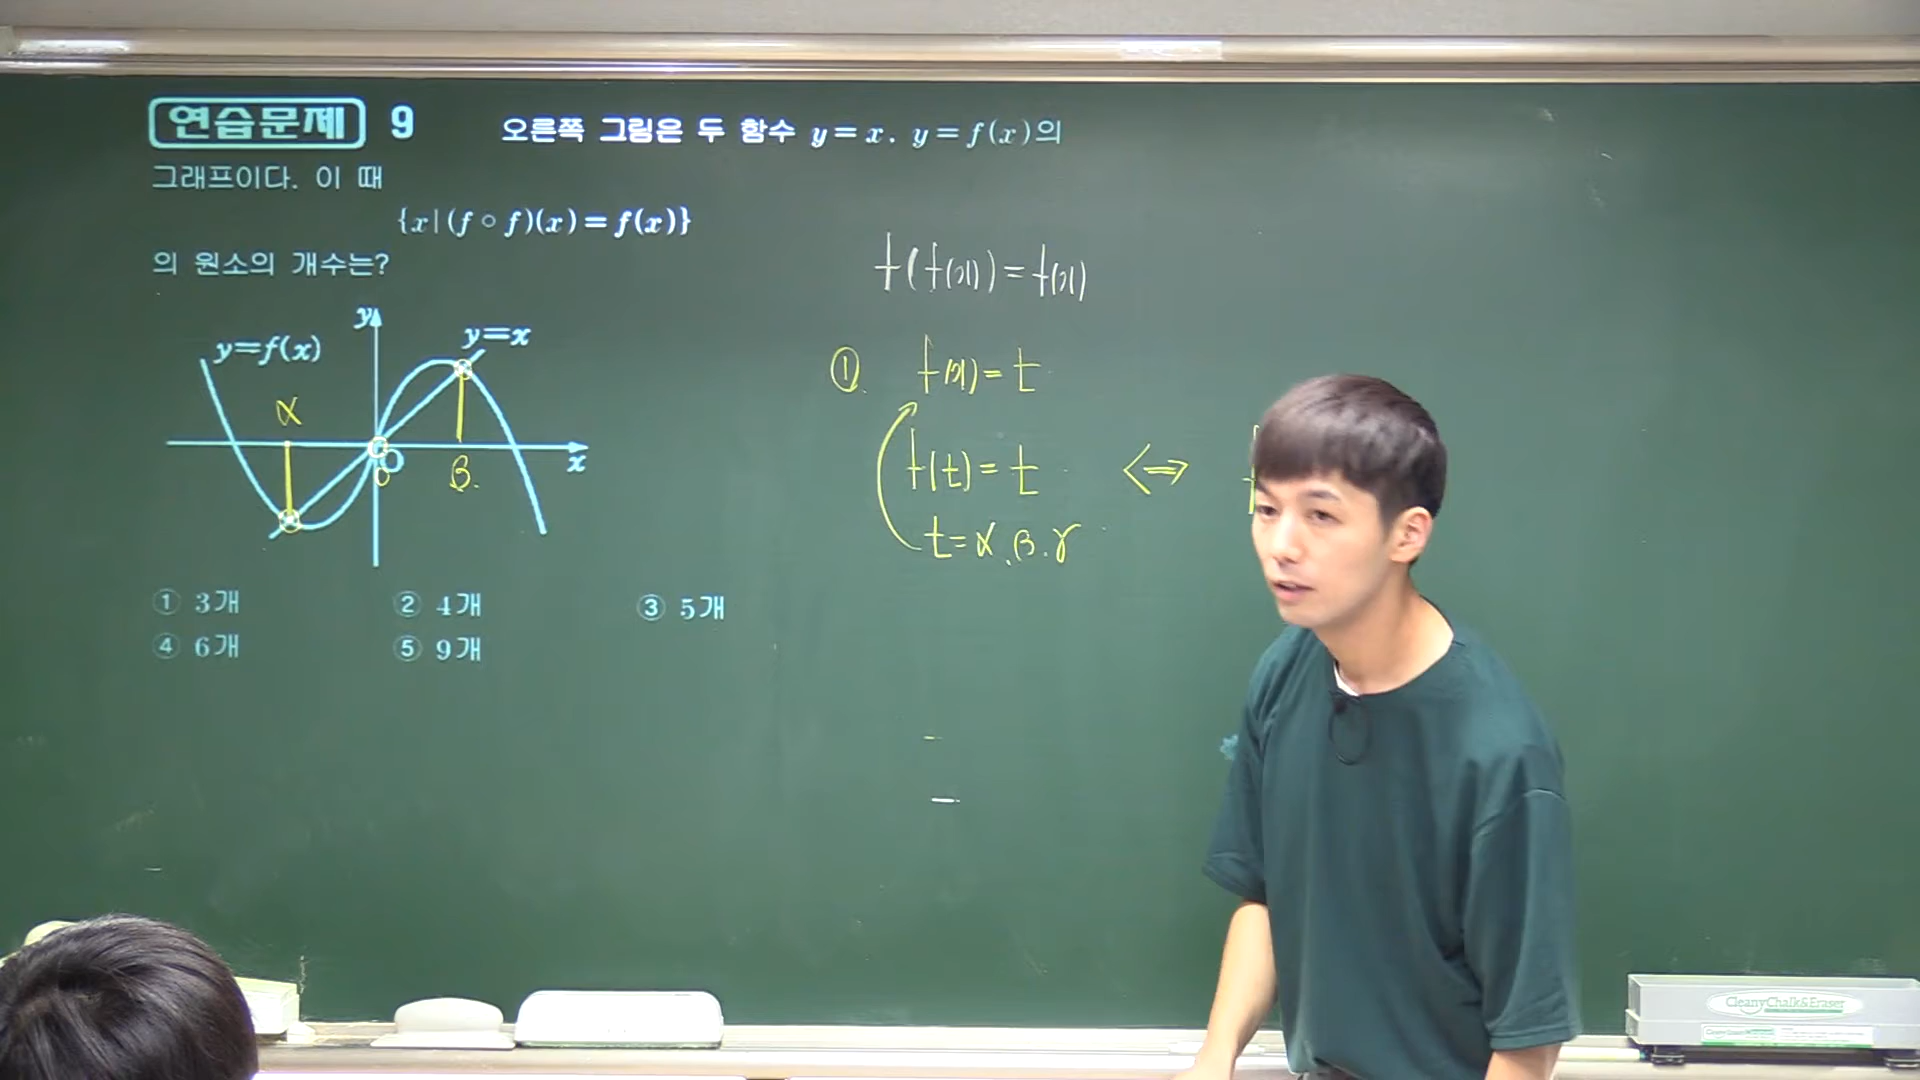 연습문제 9 오른쪽 그림은 두 함수 y=x, y=f(x)의
그래프이다. 이 때
{x|(f∘f)(x)=f(x)}
의 원소의 개수는?
y
y=f(x)
y=x
α
O
0
β.
x
① 3개 ② 4개 ③ 5개
④ 6개 ⑤ 9개
f(f(x))=f(x)
①. f(x)=t
f(t)=t ⇔ f
t=α, β, γ
CleanyChalk&Eraser